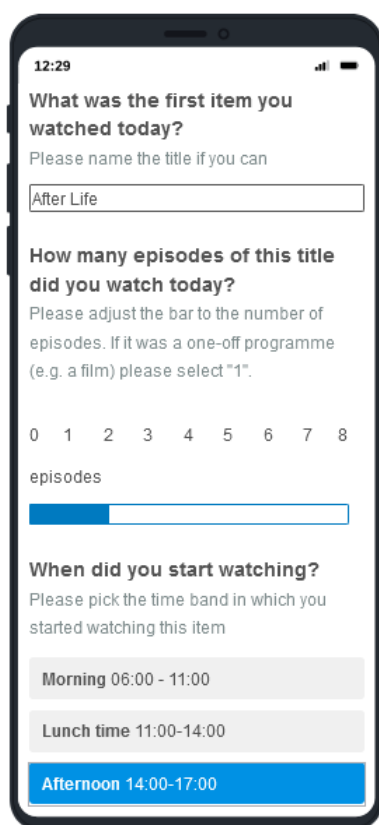 12:29
What was the first item you
watched today?
Please name the title if you can
After Life
How many episodes of this title
did you watch today?
Please adjust the bar to the number of
episodes. If it was a one-off programme
(e.g. a film) please select "1".
0 1 2 3 4 5 6 7 8
episodes
When did you start watching?
Please pick the time band in which you
started watching this item
Morning 06:00 - 11:00
Lunch time 11:00-14:00
Afternoon 14:00-17:00